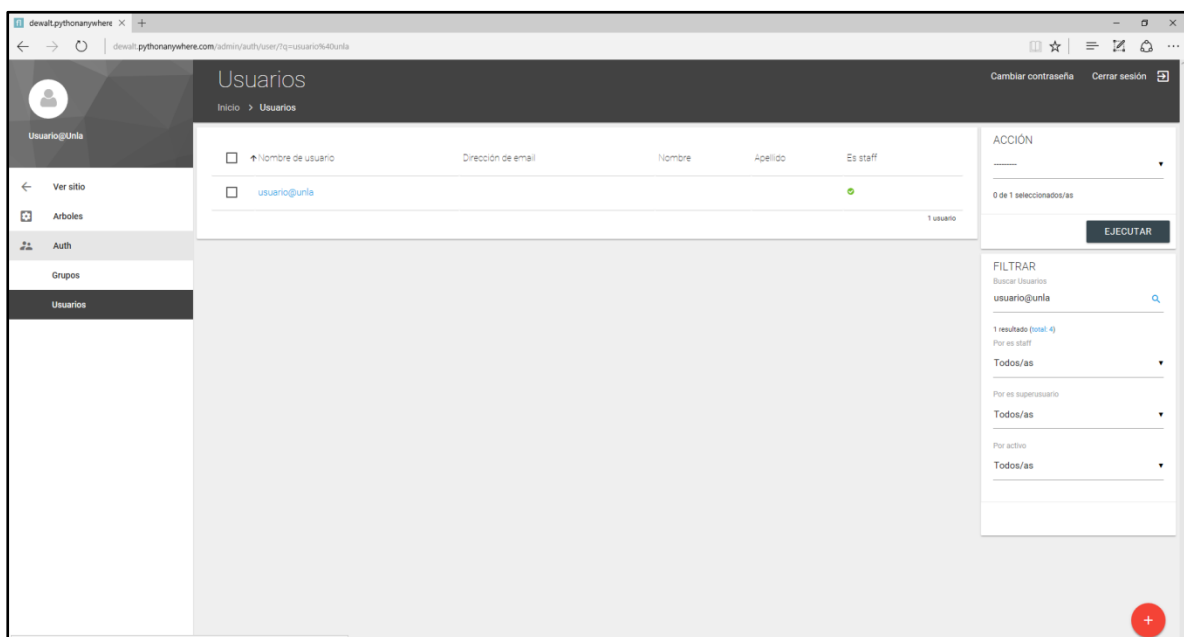 dewalt.pythonanywhere
dewalt.pythonanywhere.com/admin/auth/user/?q=usuario%40unla
Usuario@Unla
Ver sitio
Arboles
Auth
Grupos
Usuarios
Usuarios
Inicio > Usuarios
Cambiar contraseña Cerrar sesión
Nombre de usuario Dirección de email Nombre Apellido Es staff
usuario@unla
1 usuario
ACCIÓN
---------
0 de 1 seleccionados/as
EJECUTAR
FILTRAR
Buscar Usuarios
usuario@unla
1 resultado (total: 4)
Por es staff
Todos/as
Por es superusuario
Todos/as
Por activo
Todos/as